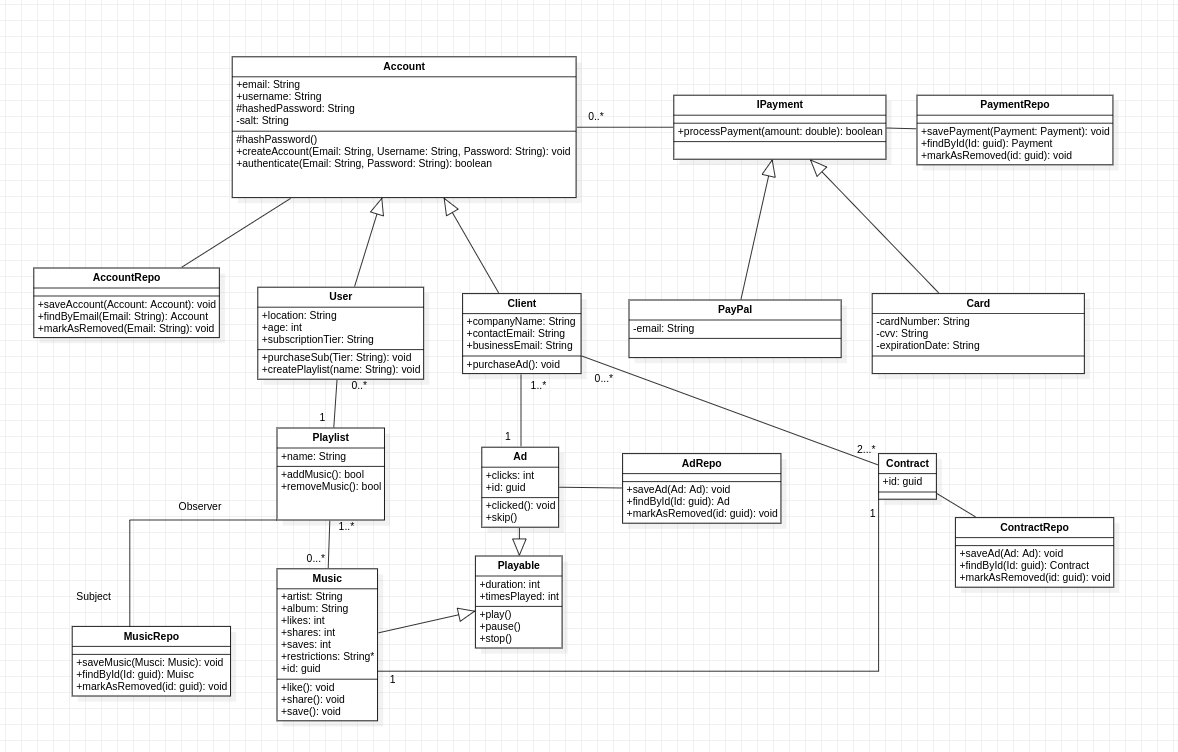 Account
+email: String
+username: String
#hashedPassword: String
-salt: String
#hashPassword()
+createAccount(Email: String, Username: String, Password: String): void
+authenticate(Email: String, Password: String): boolean
0..*
IPayment
+processPayment(amount: double): boolean
PaymentRepo
+savePayment(Payment: Payment): void
+findById(Id: guid): Payment
+markAsRemoved(id: guid): void
AccountRepo
+saveAccount(Account: Account): void
+findByEmail(Email: String): Account
+markAsRemoved(Email: String): void
User
+location: String
+age: int
+subscriptionTier: String
+purchaseSub(Tier: String): void
+createPlaylist(name: String): void
Client
+companyName: String
+contactEmail: String
+businessEmail: String
+purchaseAd(): void
PayPal
-email: String
Card
-cardNumber: String
-cvv: String
-expirationDate: String
0..*
1
1..*
1
0...*
2...*
Playlist
+name: String
+addMusic(): bool
+removeMusic(): bool
Ad
+clicks: int
+id: guid
+clicked(): void
+skip()
AdRepo
+saveAd(Ad: Ad): void
+findById(Id: guid): Ad
+markAsRemoved(id: guid): void
Contract
+id: guid
1
ContractRepo
+saveAd(Ad: Ad): void
+findById(Id: guid): Contract
+markAsRemoved(id: guid): void
Observer
Subject
1..*
0...*
Music
+artist: String
+album: String
+likes: int
+shares: int
+saves: int
+restrictions: String*
+id: guid
+like(): void
+share(): void
+save(): void
Playable
+duration: int
+timesPlayed: int
+play()
+pause()
+stop()
1
MusicRepo
+saveMusic(Musci: Music): void
+findById(Id: guid): Muisc
+markAsRemoved(id: guid): void